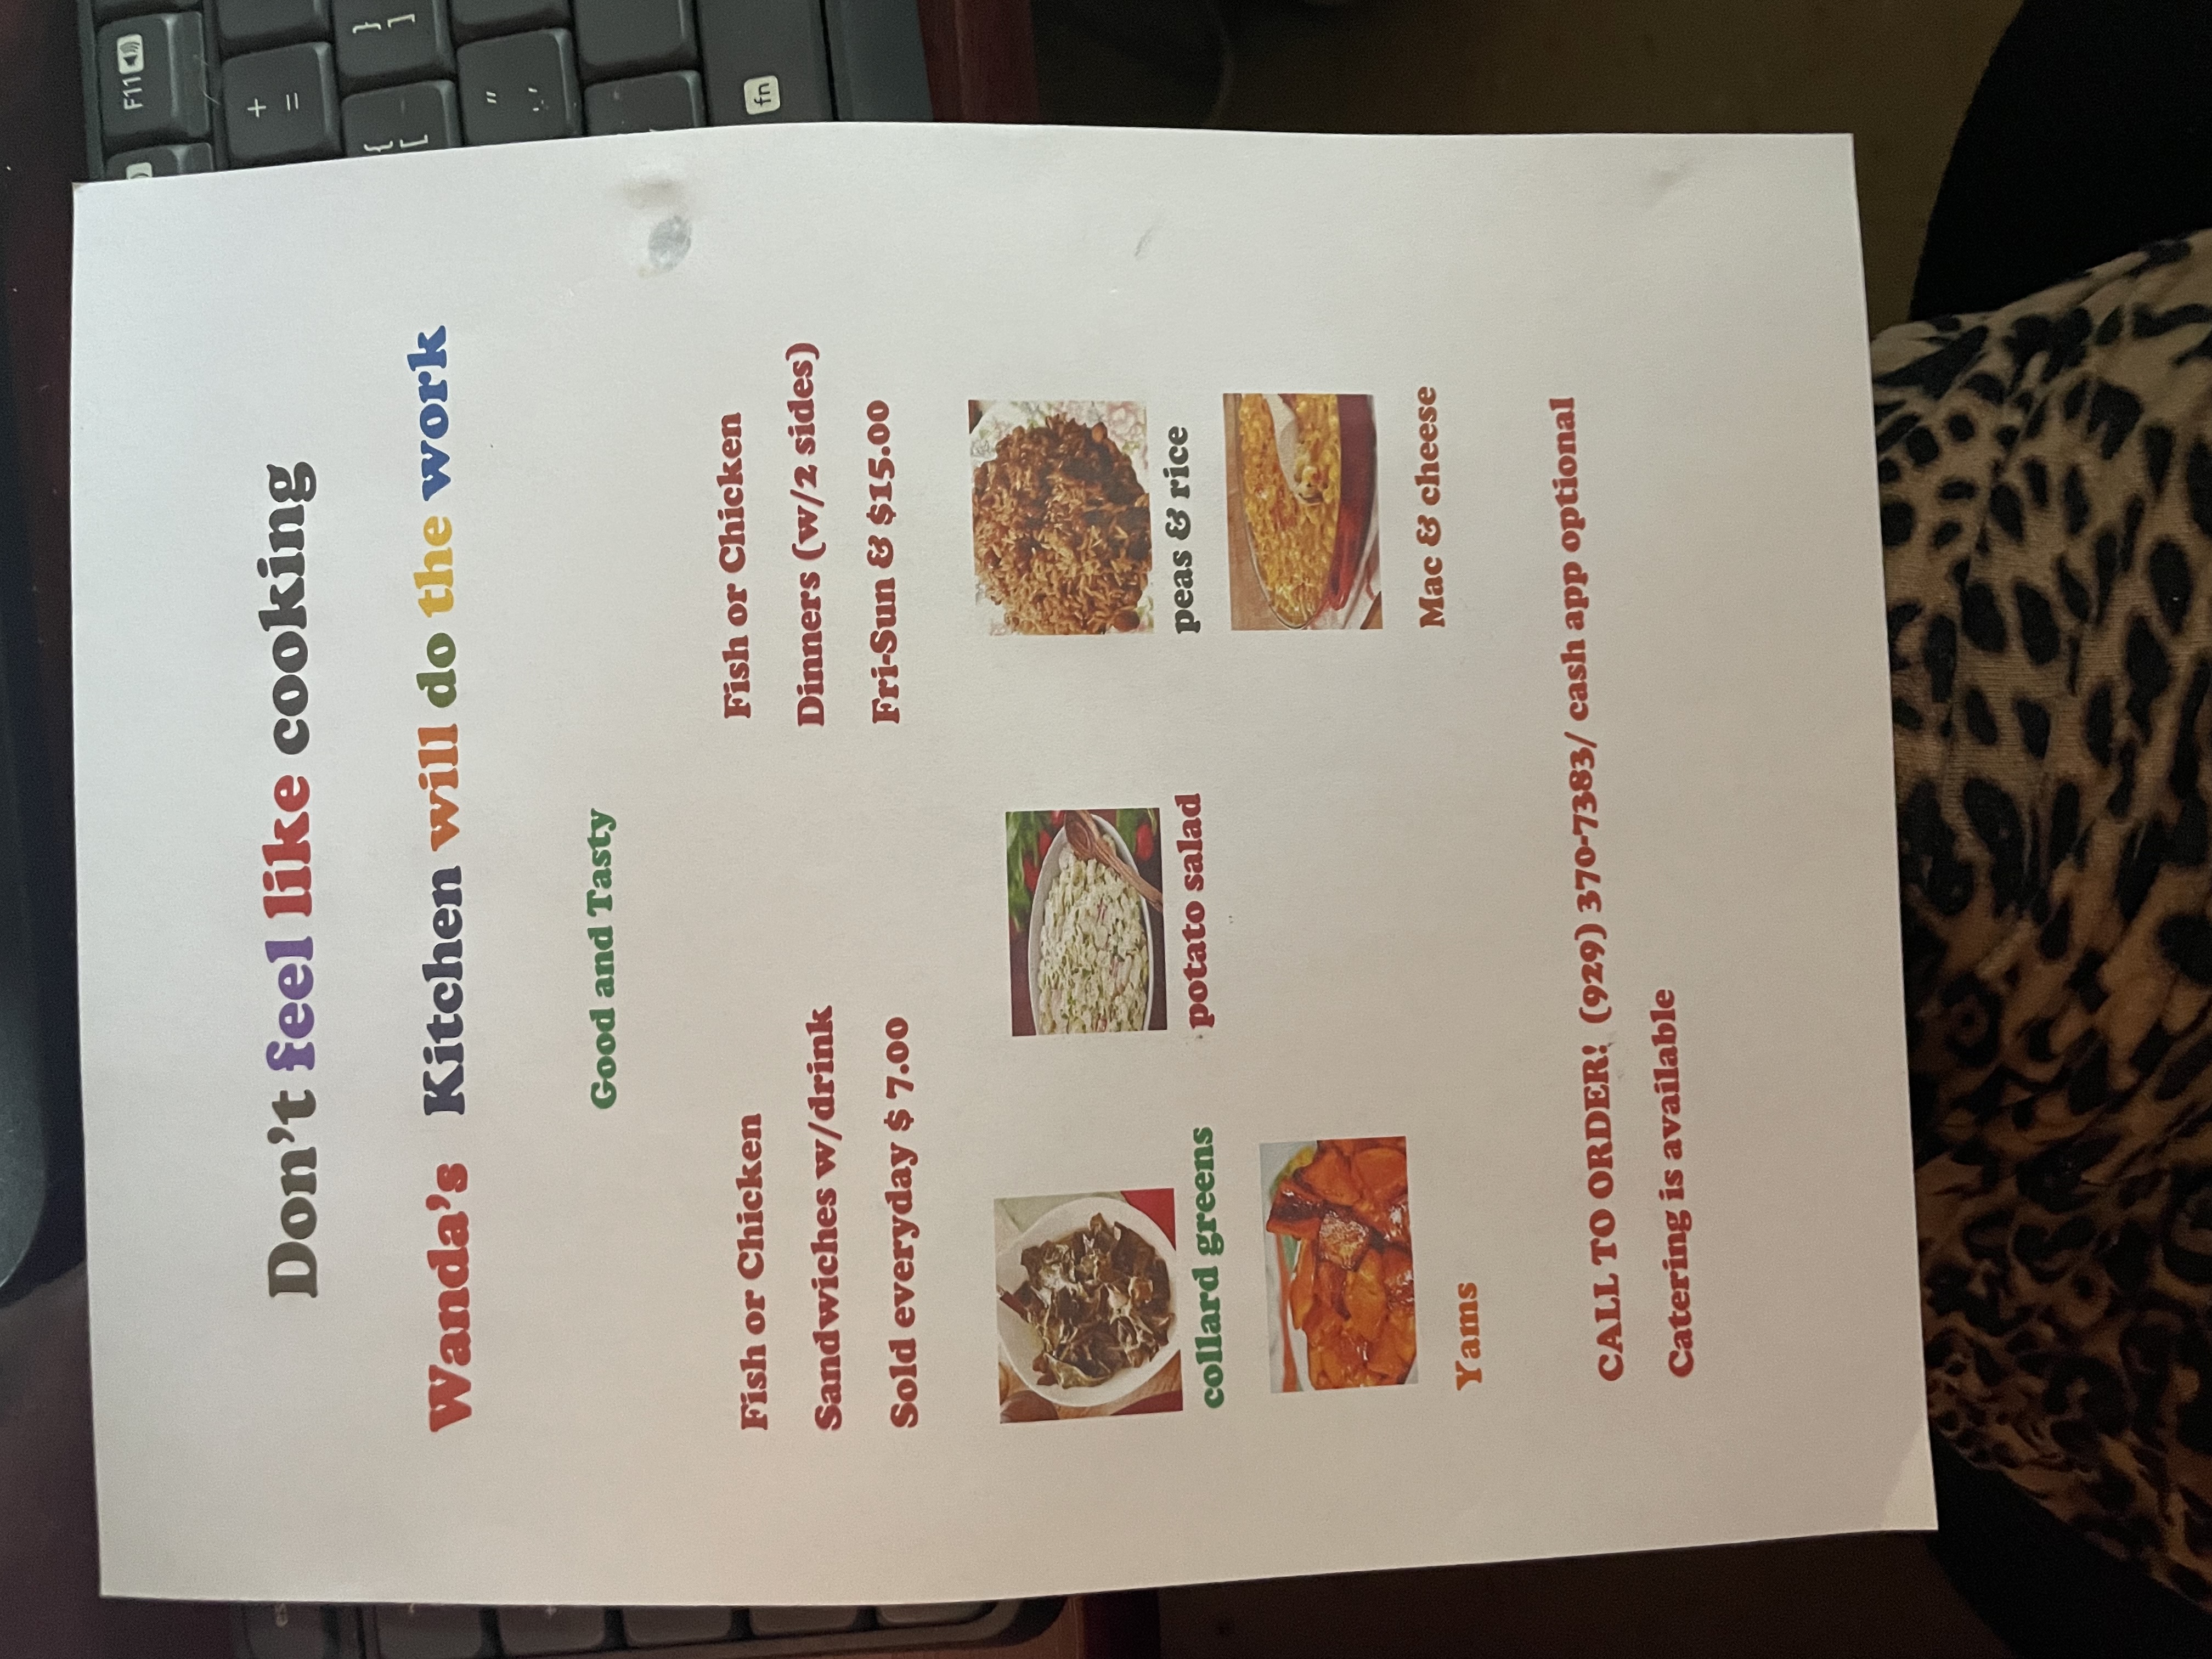 Don't feel like cooking
Wanda's Kitchen will do the work
Good and Tasty
Fish or Chicken
Sandwiches w/drink
Sold everyday $ 7.00
Fish or Chicken
Dinners (w/2 sides)
Fri-Sun & $15.00
collard greens
potato salad
peas & rice
Yams
Mac & cheese
CALL TO ORDER! (929) 370-7383/ cash app optional
Catering is available
F11
+
=
{
[
}
]
"
'
fn